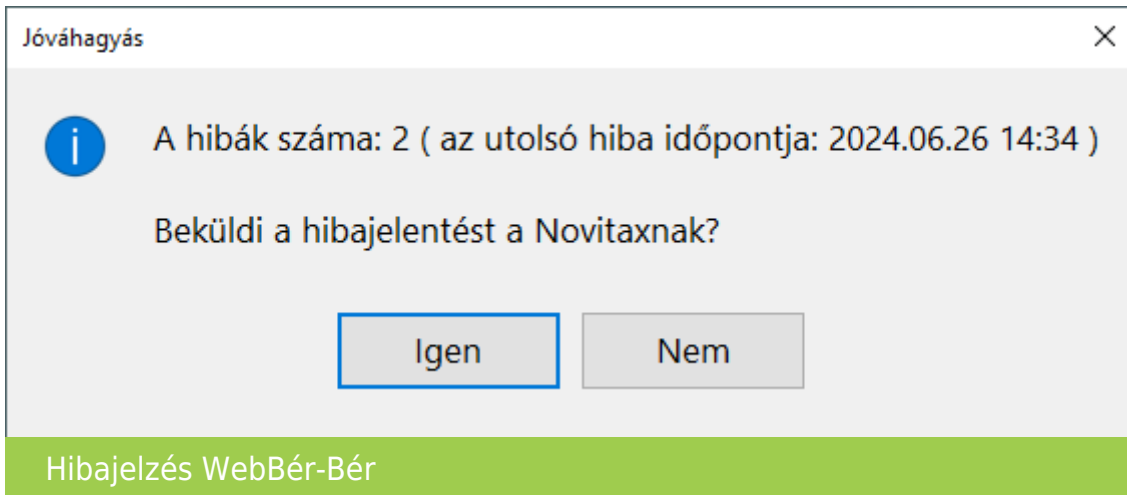 Jóváhagyás
A hibák száma: 2 ( az utolsó hiba időpontja: 2024.06.26 14:34 )
Beküldi a hibajelentést a Novitaxnak?
Igen Nem
Hibajelzés WebBér-Bér